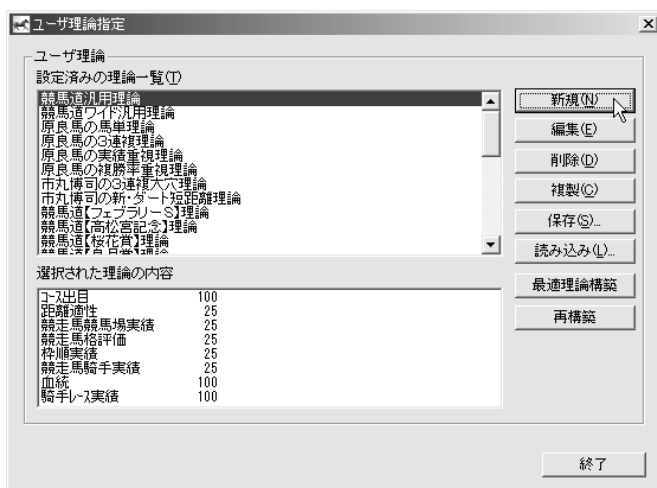 ユーザ理論指定
ユーザ理論
設定済みの理論一覧(T)
競馬道汎用理論
競馬道ワイド汎用理論
原良馬の馬単理論
原良馬の3連複理論
原良馬の実績重視理論
原良馬の複勝率重視理論
市丸博司の3連複大穴理論
市丸博司の新・ダート短距離理論
競馬道【フェブラリーS】理論
競馬道【高松宮記念】理論
競馬道【桜花賞】理論
競馬道【皐月賞】理論
新規(N)
編集(E)
削除(D)
複製(C)
保存(S)...
読み込み(L)...
最適理論構築
再構築
選択された理論の内容
コース出目 100
距離適性 25
競走馬競馬場実績 25
競走馬格評価 25
枠順実績 25
競走馬騎手実績 25
血統 100
騎手レース実績 100
終了